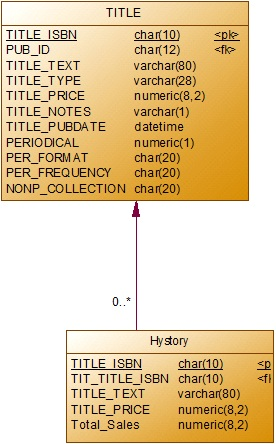 TITLE
TITLE_ISBN char(10) <pk>
PUB_ID char(12) <fk>
TITLE_TEXT varchar(80)
TITLE_TYPE varchar(28)
TITLE_PRICE numeric(8,2)
TITLE_NOTES varchar(1)
TITLE_PUBDATE datetime
PERIODICAL numeric(1)
PER_FORMAT char(20)
PER_FREQUENCY char(20)
NONP_COLLECTION char(20)
0..*
Hystory
TITLE_ISBN char(10) <p
TIT_TITLE_ISBN char(10) <fl
TITLE_TEXT varchar(80)
TITLE_PRICE numeric(8,2)
Total_Sales numeric(8,2)